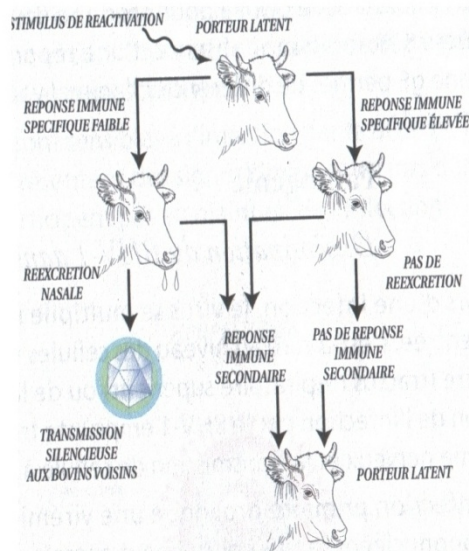 STIMULUS DE REACTIVATION
PORTEUR LATENT
REPONSE IMMUNE
SPECIFIQUE FAIBLE
REPONSE IMMUNE
SPECIFIQUE ÉLEVÉE
REEXCRETION
NASALE
PAS DE
REEXCRETION
REPONSE
IMMUNE
SECONDAIRE
PAS DE REPONSE
IMMUNE
SECONDAIRE
TRANSMISSION
SILENCIEUSE
AUX BOVINS VOISINS
PORTEUR LATENT